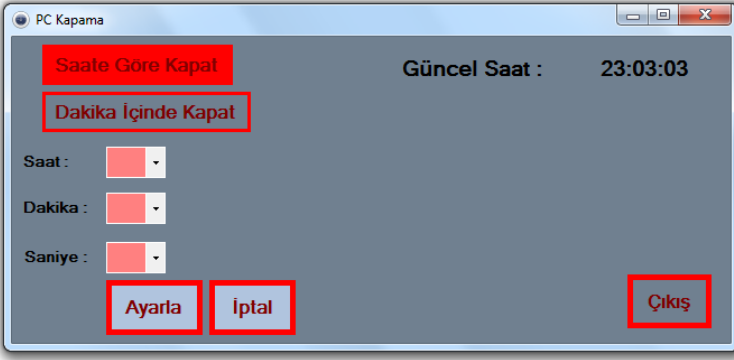 PC Kapama
Saate Göre Kapat
Güncel Saat : 23:03:03
Dakika İçinde Kapat
Saat :
Dakika :
Saniye :
Ayarla
İptal
Çıkış